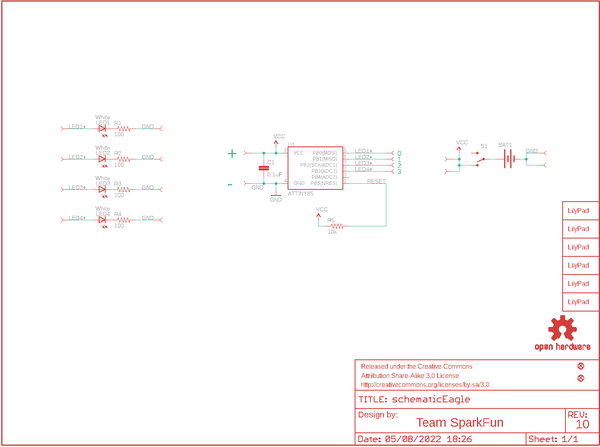 White
LED1
R1
LED1+
GND
100
White
LED2
R2
LED2+
GND
100
White
LED3
R3
LED3+
GND
100
White
LED4
R4
LED4+
GND
100
+
VCC
C1
0.1uF
-
GND
GND
U1
VCC
GND
PB0(MOSI)
PB1(MISO)
PB2(SCK/ADC1)
PB3(ADC3)
PB4(ADC2)
PB5(NRES)
ATTINY85
LED1+
LED2+
LED3+
LED4+
0
1
2
3
RESET
VCC
R5
10k
VCC
S1
BAT1
GND
LilyPad
LilyPad
LilyPad
LilyPad
LilyPad
LilyPad
open hardware
Released under the Creative Commons
Attribution Share-Alike 3.0 License
http://creativecommons.org/licenses/by-sa/3.0
TITLE: schematicEagle
Design by:
Team SparkFun
REV:
10
Date: 05/08/2022 18:26
Sheet: 1/1